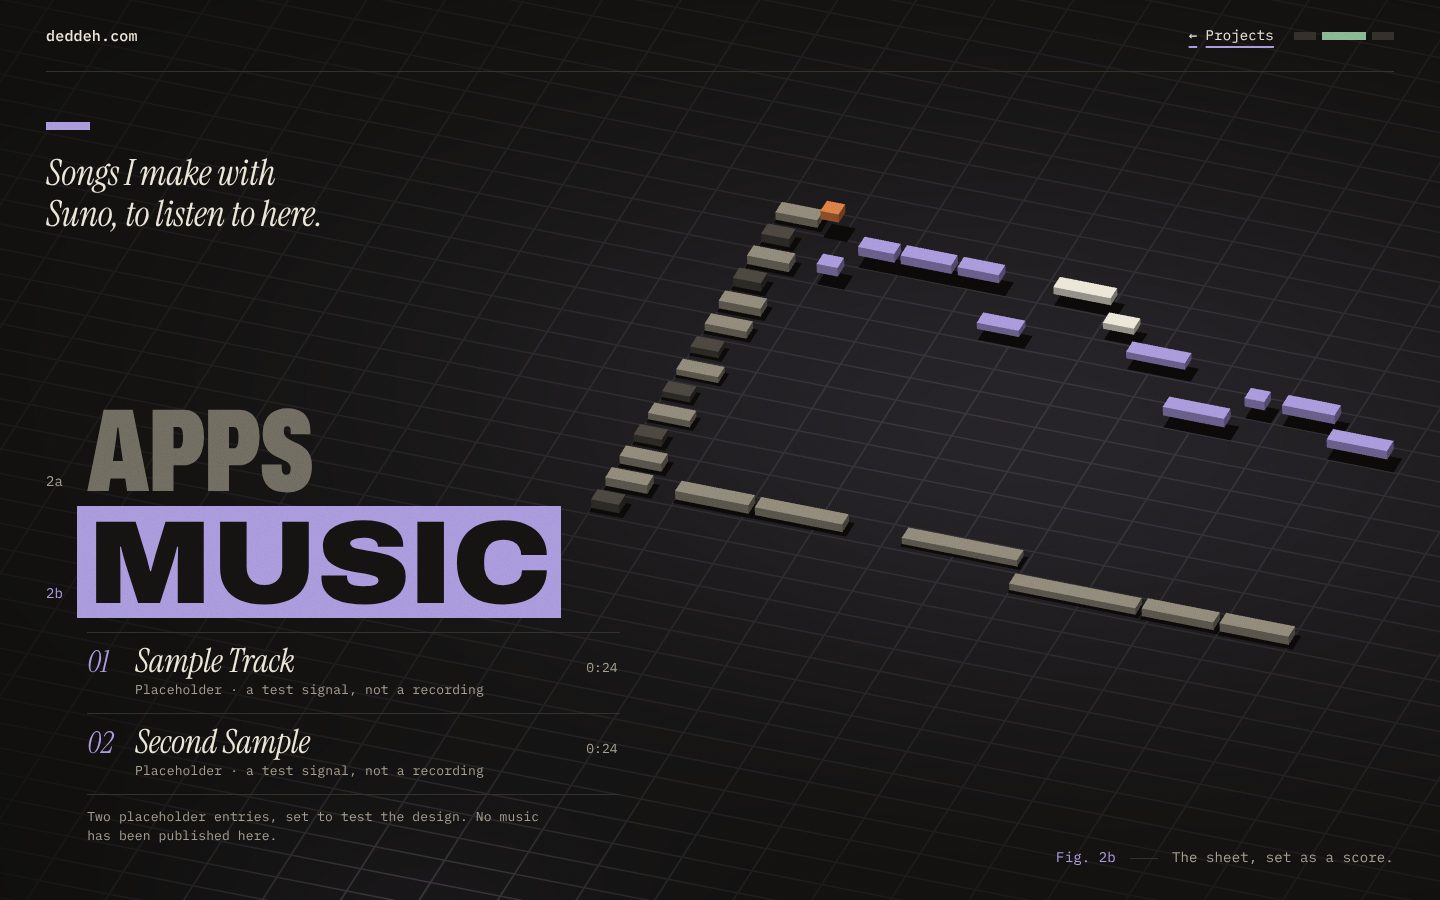 deddeh.com
← Projects
Songs I make with
Suno, to listen to here.
2a APPS
2b MUSIC
01 Sample Track 0:24
Placeholder · a test signal, not a recording
02 Second Sample 0:24
Placeholder · a test signal, not a recording
Two placeholder entries, set to test the design. No music
has been published here.
Fig. 2b — The sheet, set as a score.